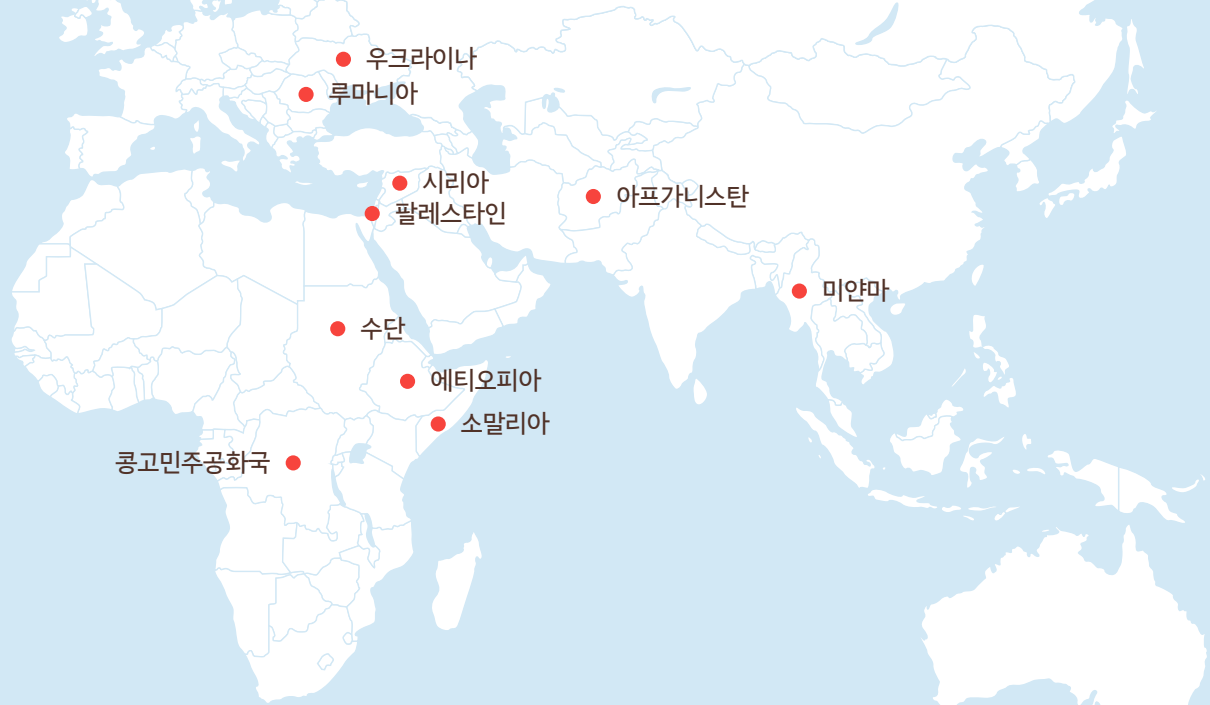 우크라이나
루마니아
시리아
아프가니스탄
팔레스타인
미얀마
수단
에티오피아
소말리아
콩고민주공화국